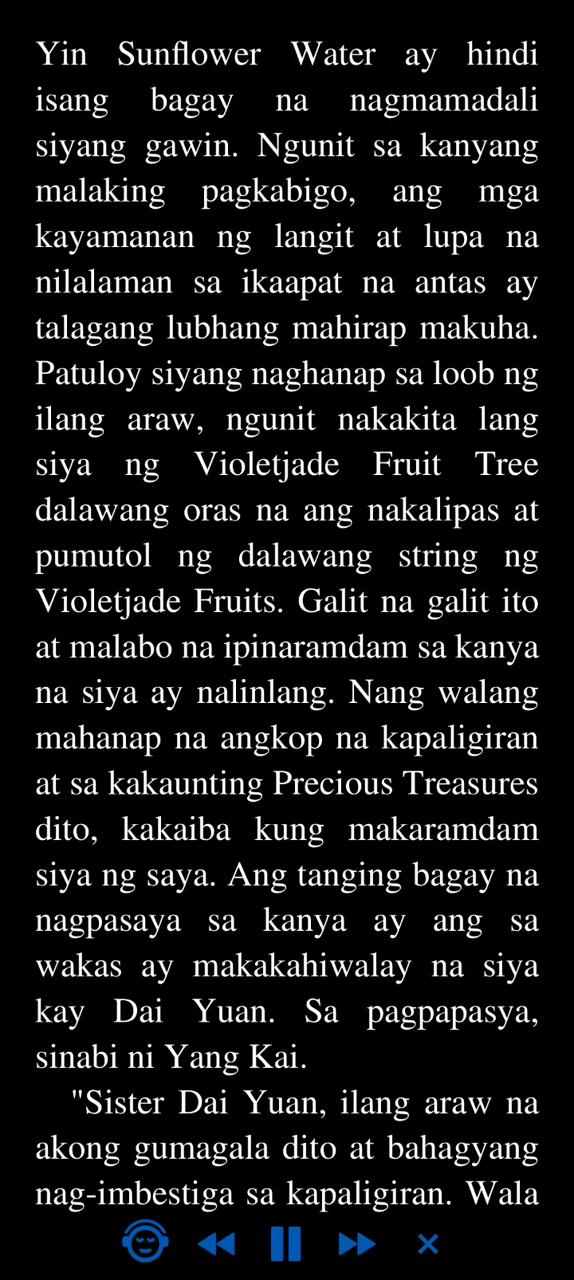 Yin Sunflower Water ay hindi
isang bagay na nagmamadali
siyang gawin. Ngunit sa kanyang
malaking pagkabigo, ang mga
kayamanan ng langit at lupa na
nilalaman sa ikaapat na antas ay
talagang lubhang mahirap makuha.
Patuloy siyang naghanap sa loob ng
ilang araw, ngunit nakakita lang
siya ng Violetjade Fruit Tree
dalawang oras na ang nakalipas at
pumutol ng dalawang string ng
Violetjade Fruits. Galit na galit ito
at malabo na ipinaramdam sa kanya
na siya ay nalinlang. Nang walang
mahanap na angkop na kapaligiran
at sa kakaunting Precious Treasures
dito, kakaiba kung makaramdam
siya ng saya. Ang tanging bagay na
nagpasaya sa kanya ay ang sa
wakas ay makakahiwalay na siya
kay Dai Yuan. Sa pagpapasya,
sinabi ni Yang Kai.
"Sister Dai Yuan, ilang araw na
akong gumagala dito at bahagyang
nag-imbestiga sa kapaligiran. Wala